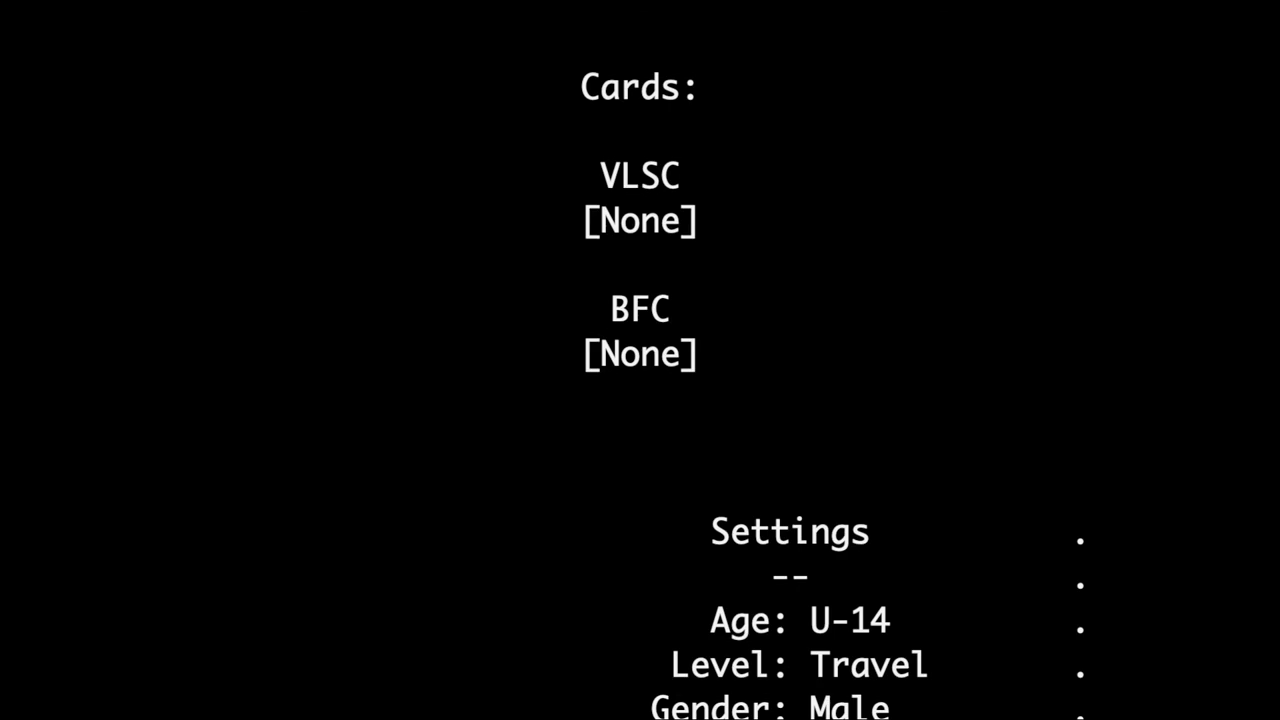 Cards:
VLSC
[None]
BFC
[None]
Settings .
-- .
Age: U-14 .
Level: Travel .
Gender: Male .